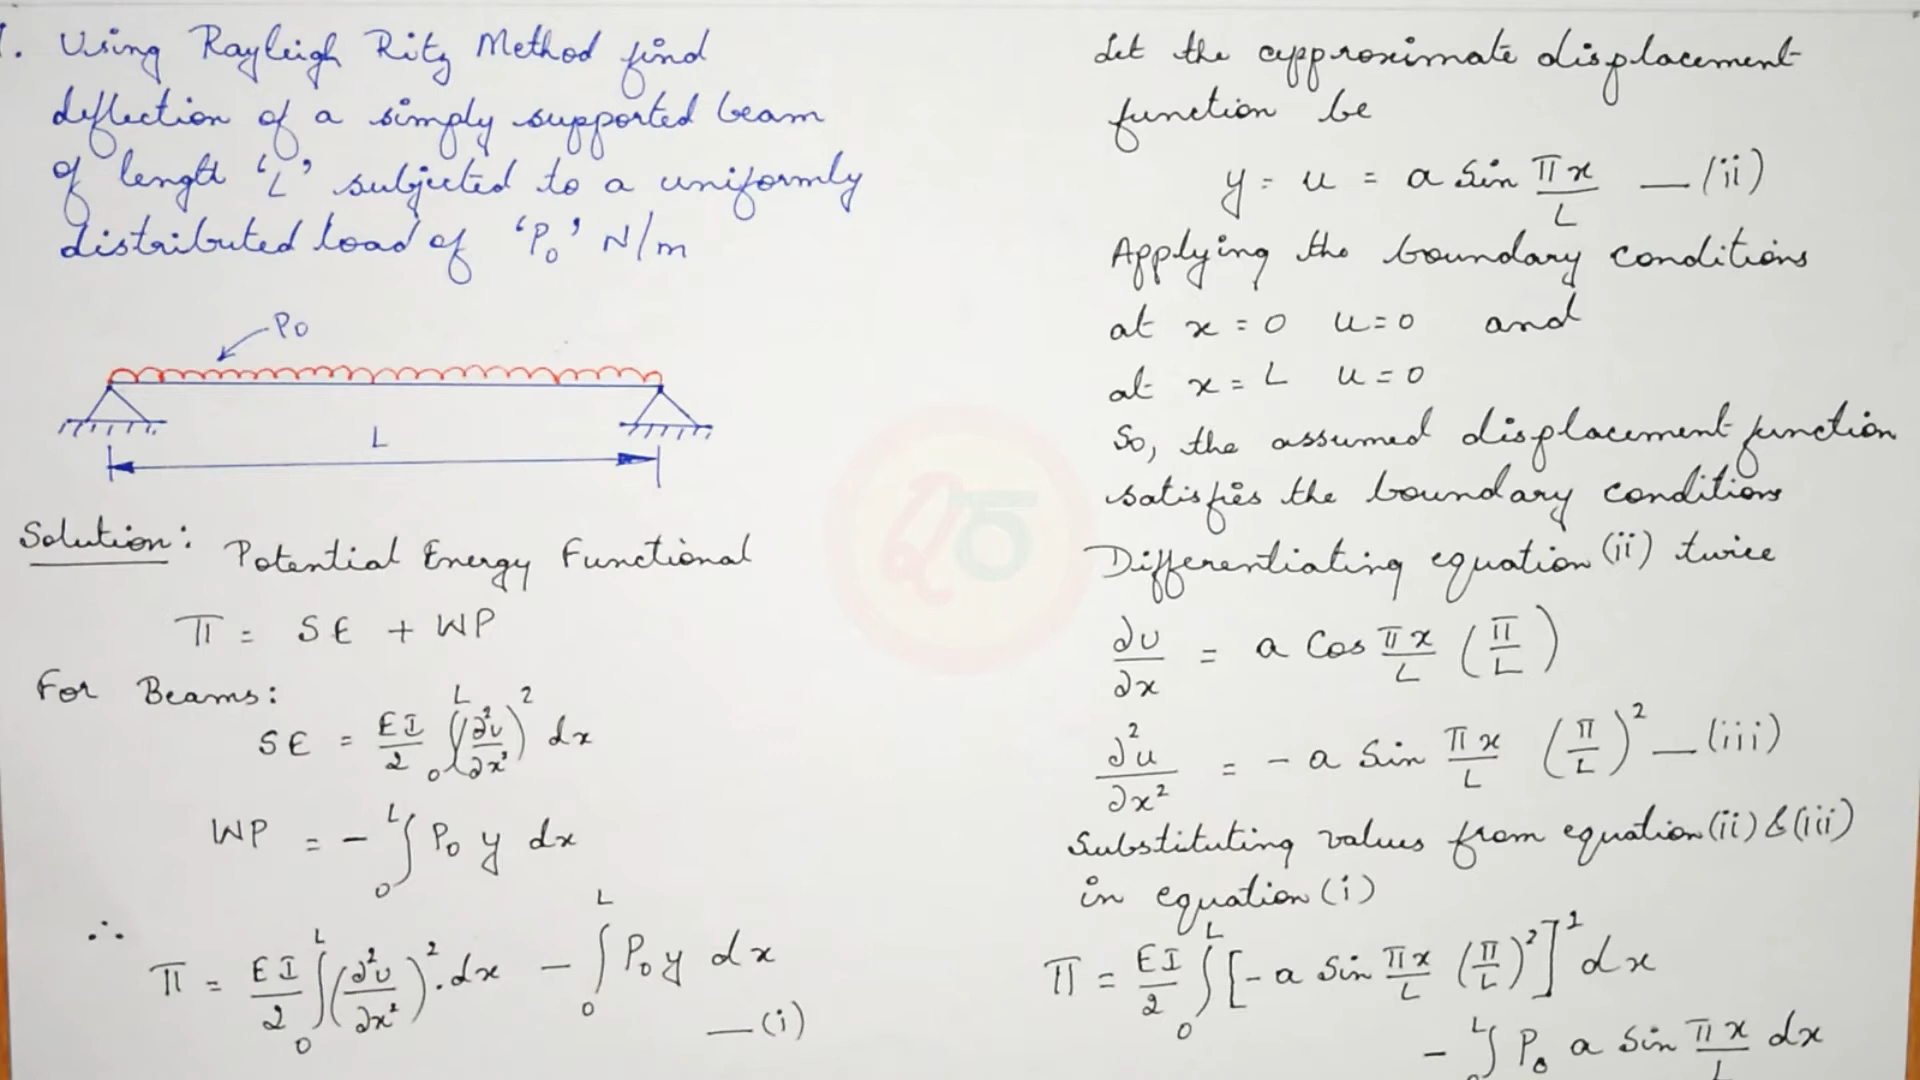 1. Using Rayleigh Ritz Method find
deflection of a simply supported beam
of length 'L' subjected to a uniformly
distributed load of 'P₀' N/m
P₀
L
Solution: Potential Energy Functional
π = SE + WP
For Beams:
SE = EI/2 ∫₀ᴸ (∂²u/∂x²)² dx
WP = - ∫₀ᴸ P₀ y dx
∴ π = EI/2 ∫₀ᴸ (∂²u/∂x²)² . dx - ∫₀ᴸ P₀ y dx
—(i)
Let the approximate displacement
function be
y = u = a Sin πx/L —(ii)
Applying the boundary conditions
at x = 0 u = 0 and
at x = L u = 0
So, the assumed displacement function
satisfies the boundary conditions
Differentiating equation (ii) twice
∂u/∂x = a Cos πx/L (π/L)
∂²u/∂x² = - a Sin πx/L (π/L)² —(iii)
Substituting values from equation (ii) & (iii)
in equation (i)
π = EI/2 ∫₀ᴸ [- a Sin πx/L (π/L)²]² dx
- ∫₀ᴸ P₀ a Sin πx/L dx